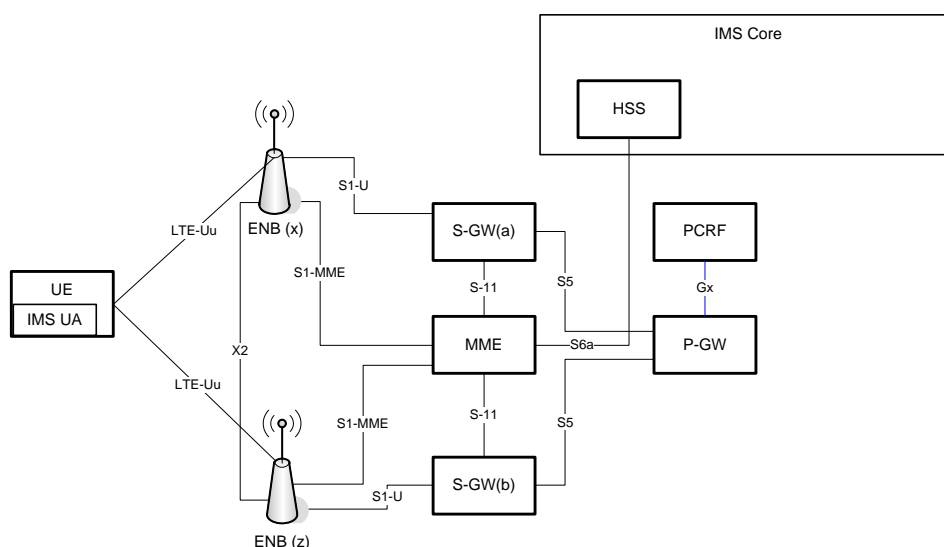 IMS Core
HSS
S1-U
ENB (x)
LTE-Uu
S-GW(a)
PCRF
S1-MME
S-11
S5
Gx
UE
IMS UA
X2
MME
S6a
P-GW
LTE-Uu
S1-MME
S-11
S5
S1-U
S-GW(b)
ENB (z)